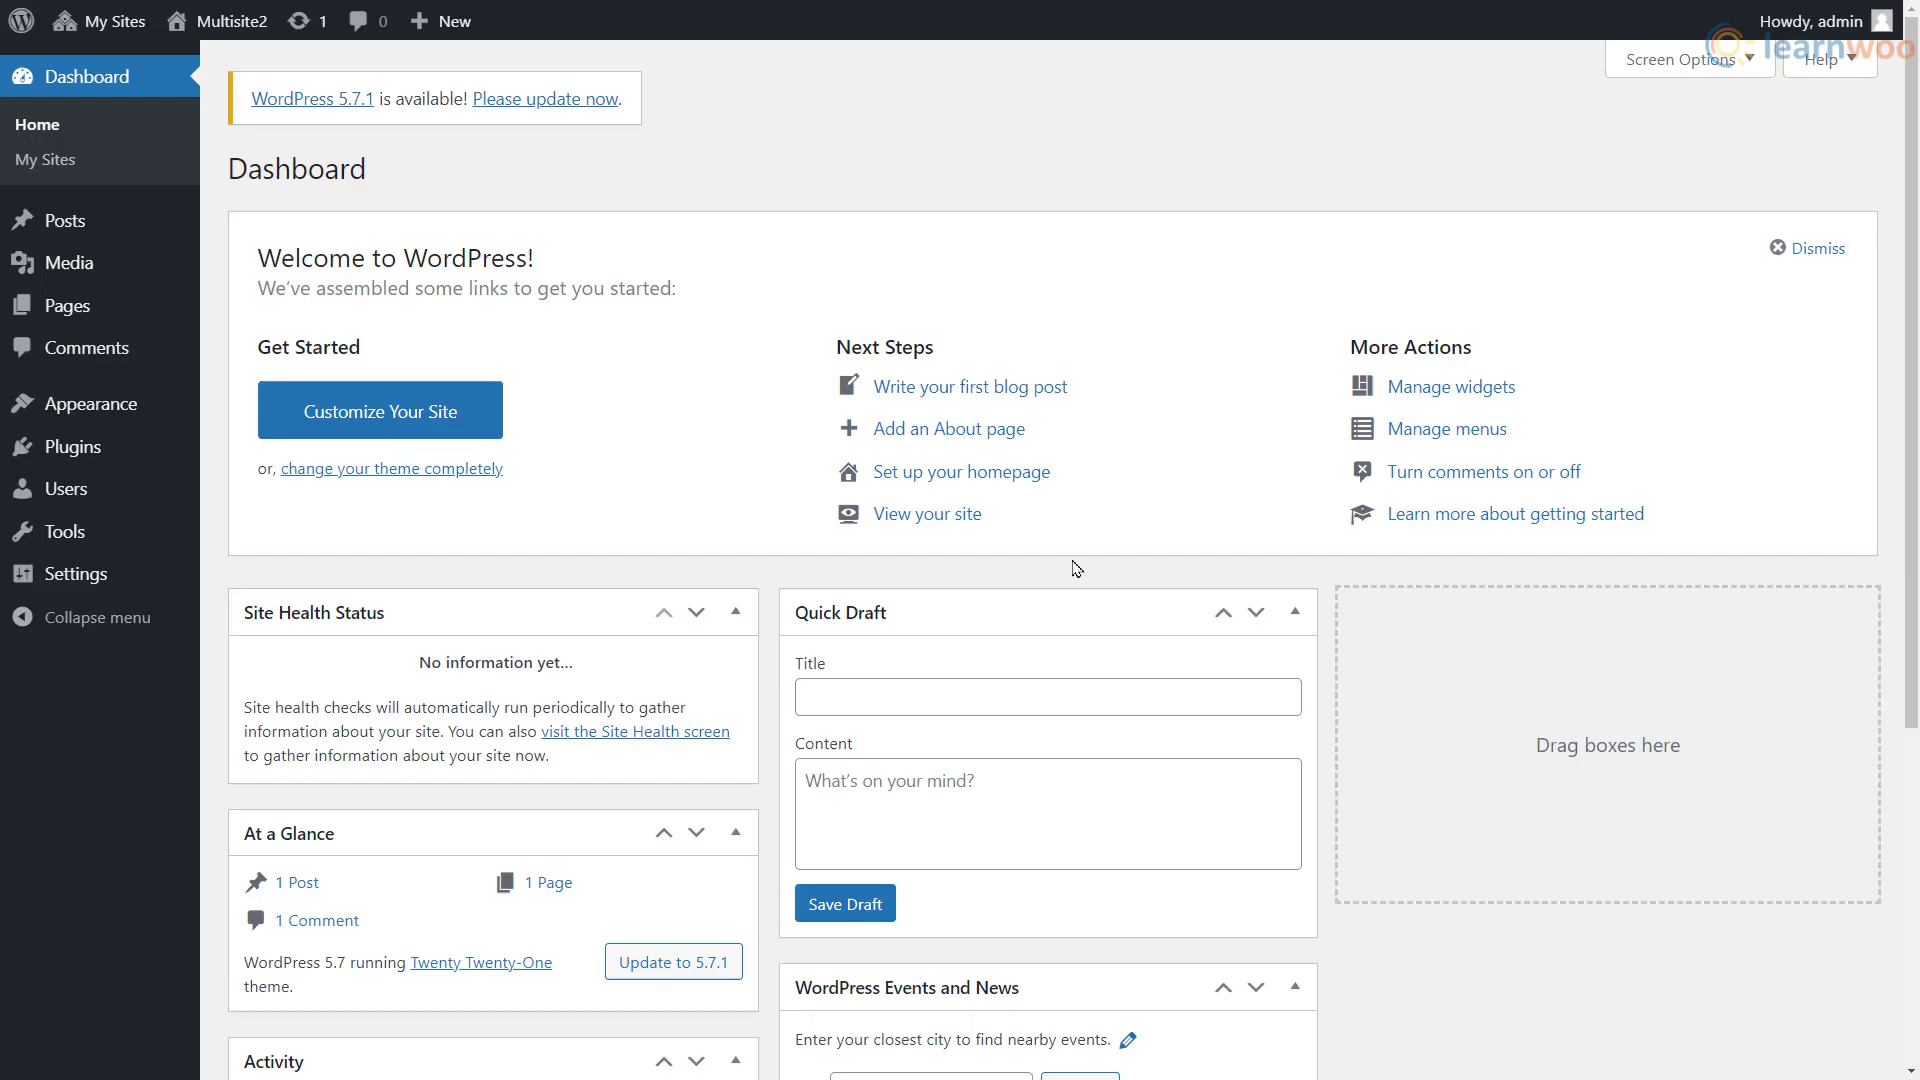 My Sites
Multisite2
1
0
New
Howdy, admin
learnwoo
Screen Options
Help
Dashboard
Home
My Sites
Posts
Media
Pages
Comments
Appearance
Plugins
Users
Tools
Settings
Collapse menu
WordPress 5.7.1 is available! Please update now.
Dashboard
Welcome to WordPress!
We've assembled some links to get you started:
Dismiss
Get Started
Customize Your Site
or, change your theme completely
Next Steps
Write your first blog post
Add an About page
Set up your homepage
View your site
More Actions
Manage widgets
Manage menus
Turn comments on or off
Learn more about getting started
Site Health Status
No information yet...
Site health checks will automatically run periodically to gather
information about your site. You can also visit the Site Health screen
to gather information about your site now.
At a Glance
1 Post
1 Page
1 Comment
WordPress 5.7 running Twenty Twenty-One
theme.
Update to 5.7.1
Activity
Quick Draft
Title
Content
What's on your mind?
Save Draft
WordPress Events and News
Enter your closest city to find nearby events.
Drag boxes here